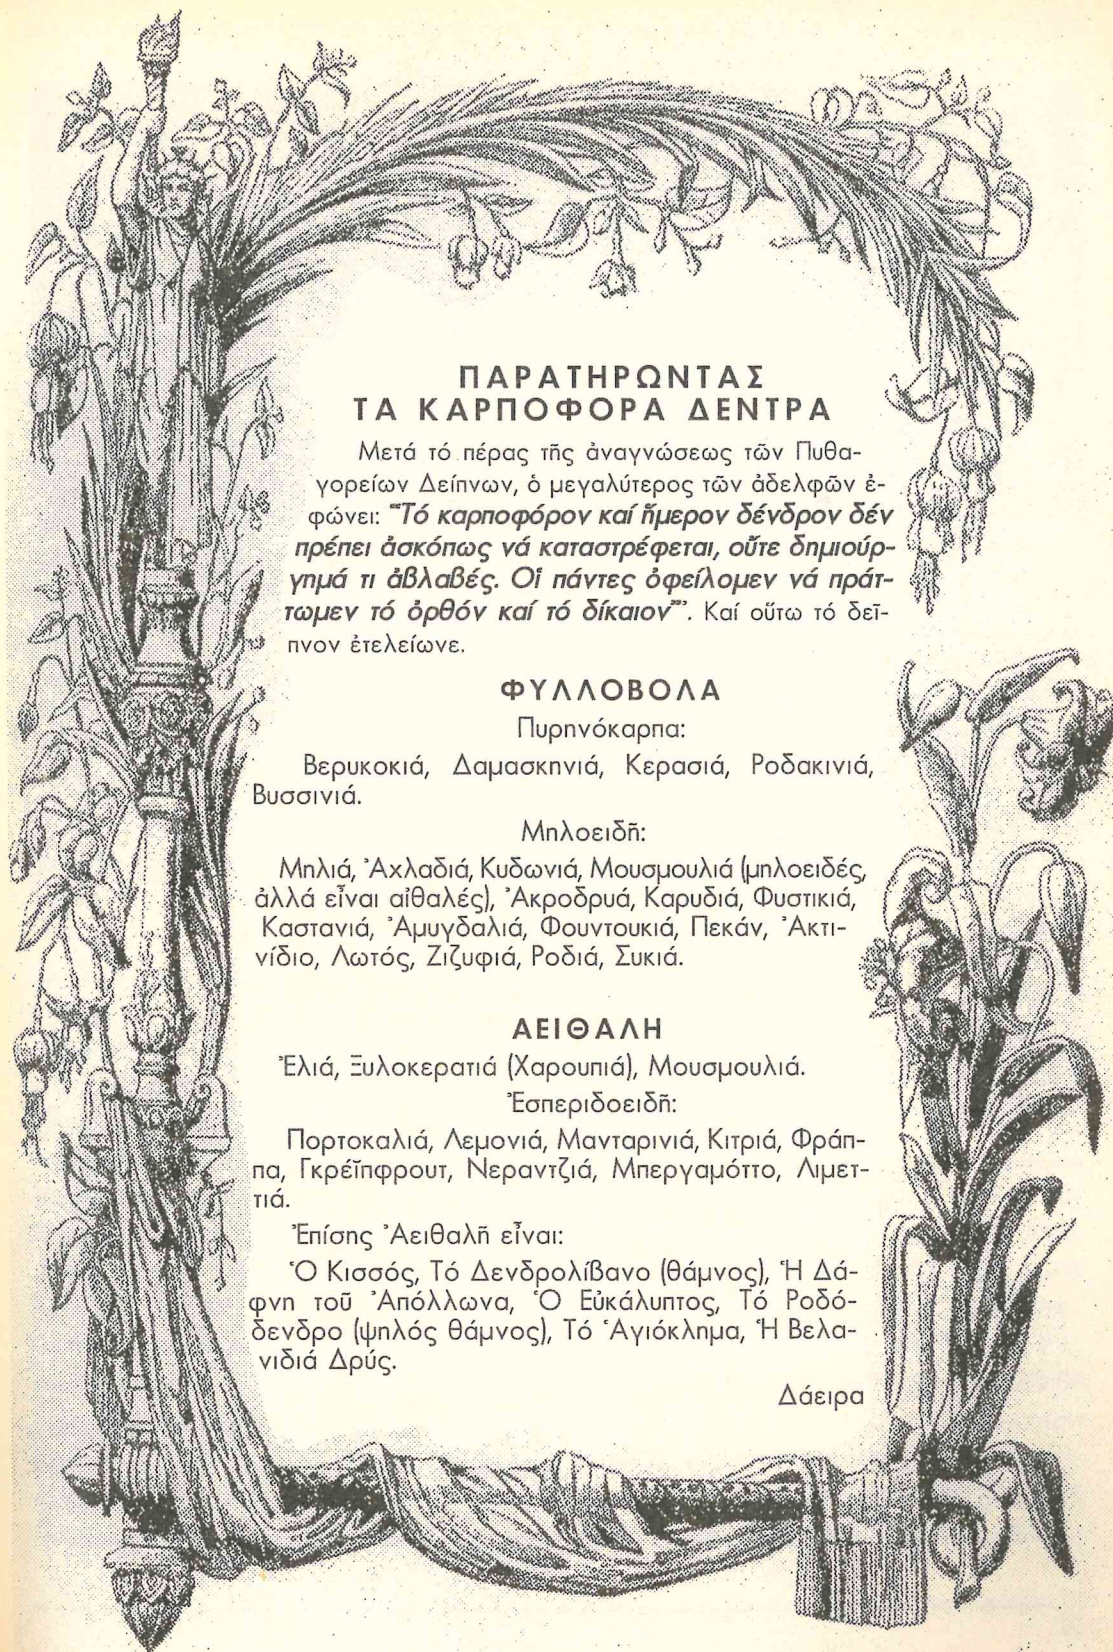 ΠΑΡΑΤΗΡΩΝΤΑΣ
ΤΑ ΚΑΡΠΟΦΟΡΑ ΔΕΝΤΡΑ
Μετά τό πέρας τῆς ἀναγνώσεως τῶν Πυθα-
γορείων Δείπνων, ὁ μεγαλύτερος τῶν ἀδελφῶν ἐ-
φώνει: "Τό καρποφόρον καί ἥμερον δένδρον δέν
πρέπει ἀσκόπως νά καταστρέφεται, οὔτε δημιούρ-
γημά τι ἀβλαβές. Οἱ πάντες ὀφείλομεν νά πράτ-
τωμεν τό ὀρθόν καί τό δίκαιον"'. Καί οὕτω τό δεῖ-
πνον ἐτελείωνε.
ΦΥΛΛΟΒΟΛΑ
Πυρηνόκαρπα:
Βερυκοκιά, Δαμασκηνιά, Κερασιά, Ροδακινιά,
Βυσσινιά.
Μηλοειδῆ:
Μηλιά, Ἀχλαδιά, Κυδωνιά, Μουσμουλιά (μηλοειδές,
ἀλλά εἶναι αἰθαλές), Ἀκροδρυά, Καρυδιά, Φυστικιά,
Καστανιά, Ἀμυγδαλιά, Φουντουκιά, Πεκάν, Ἀκτι-
νίδιο, Λωτός, Ζιζυφιά, Ροδιά, Συκιά.
ΑΕΙΘΑΛΗ
Ἐλιά, Ξυλοκερατιά (Χαρουπιά), Μουσμουλιά.
Ἑσπεριδοειδῆ:
Πορτοκαλιά, Λεμονιά, Μανταρινιά, Κιτριά, Φράπ-
πα, Γκρέϊπφρουτ, Νεραντζιά, Μπεργαμόττο, Λιμετ-
τιά.
Ἐπίσης Ἀειθαλῆ εἶναι:
Ὁ Κισσός, Τό Δενδρολίβανο (θάμνος), Ἡ Δά-
φνη τοῦ Ἀπόλλωνα, Ὁ Εὐκάλυπτος, Τό Ροδό-
δενδρο (ψηλός θάμνος), Τό Ἁγιόκλημα, Ἡ Βελα-
νιδιά Δρύς.
Δάειρα